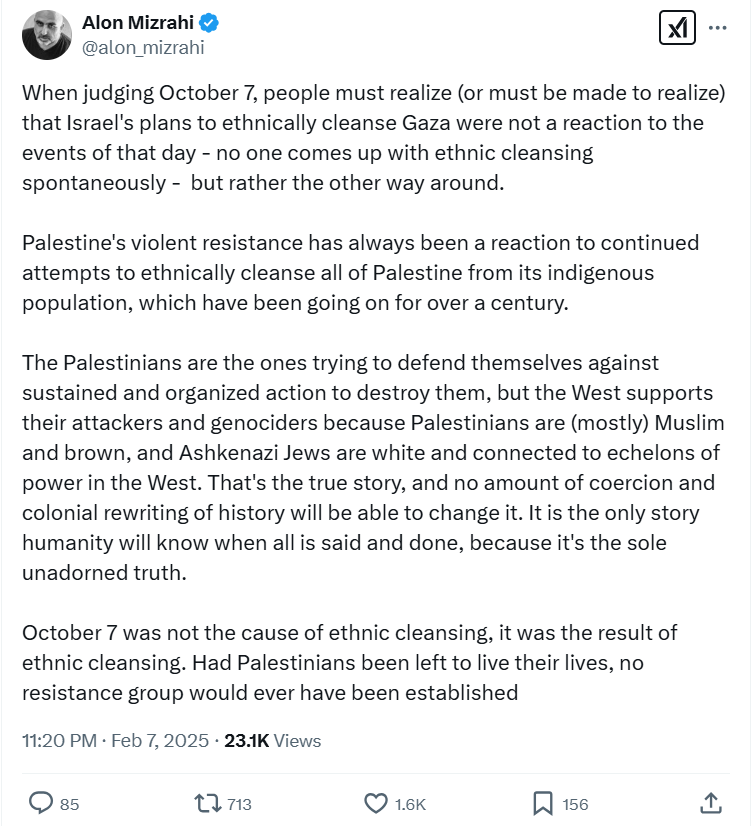 Alon Mizrahi
@alon_mizrahi
When judging October 7, people must realize (or must be made to realize)
that Israel's plans to ethnically cleanse Gaza were not a reaction to the
events of that day - no one comes up with ethnic cleansing
spontaneously -  but rather the other way around.
Palestine's violent resistance has always been a reaction to continued
attempts to ethnically cleanse all of Palestine from its indigenous
population, which have been going on for over a century.
The Palestinians are the ones trying to defend themselves against
sustained and organized action to destroy them, but the West supports
their attackers and genociders because Palestinians are (mostly) Muslim
and brown, and Ashkenazi Jews are white and connected to echelons of
power in the West. That's the true story, and no amount of coercion and
colonial rewriting of history will be able to change it. It is the only story
humanity will know when all is said and done, because it's the sole
unadorned truth.
October 7 was not the cause of ethnic cleansing, it was the result of
ethnic cleansing. Had Palestinians been left to live their lives, no
resistance group would ever have been established
11:20 PM · Feb 7, 2025 · 23.1K Views
85 713 1.6K 156